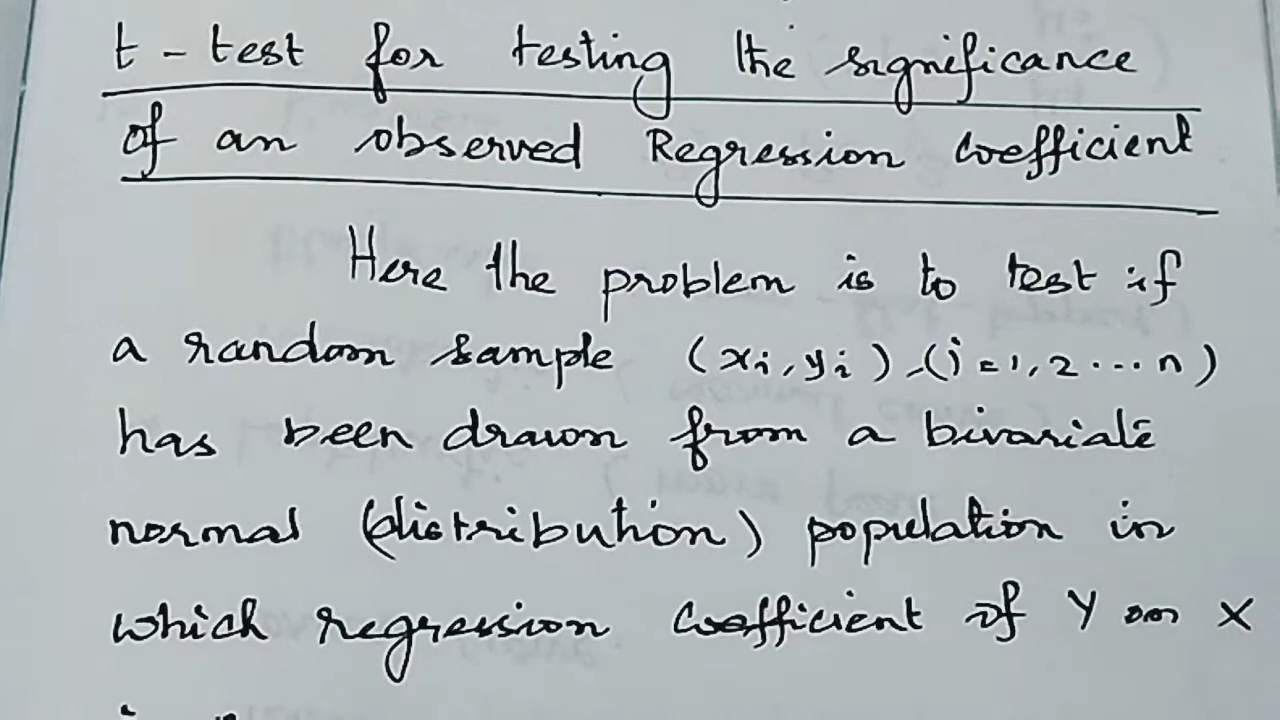 t - test for testing the significance
of an observed Regression Coefficient
Here the problem is to test if
a random sample (xi, yi), (i=1, 2 ... n)
has been drawn from a bivariate
normal (distribution) population in
which regression coefficient of Y on X